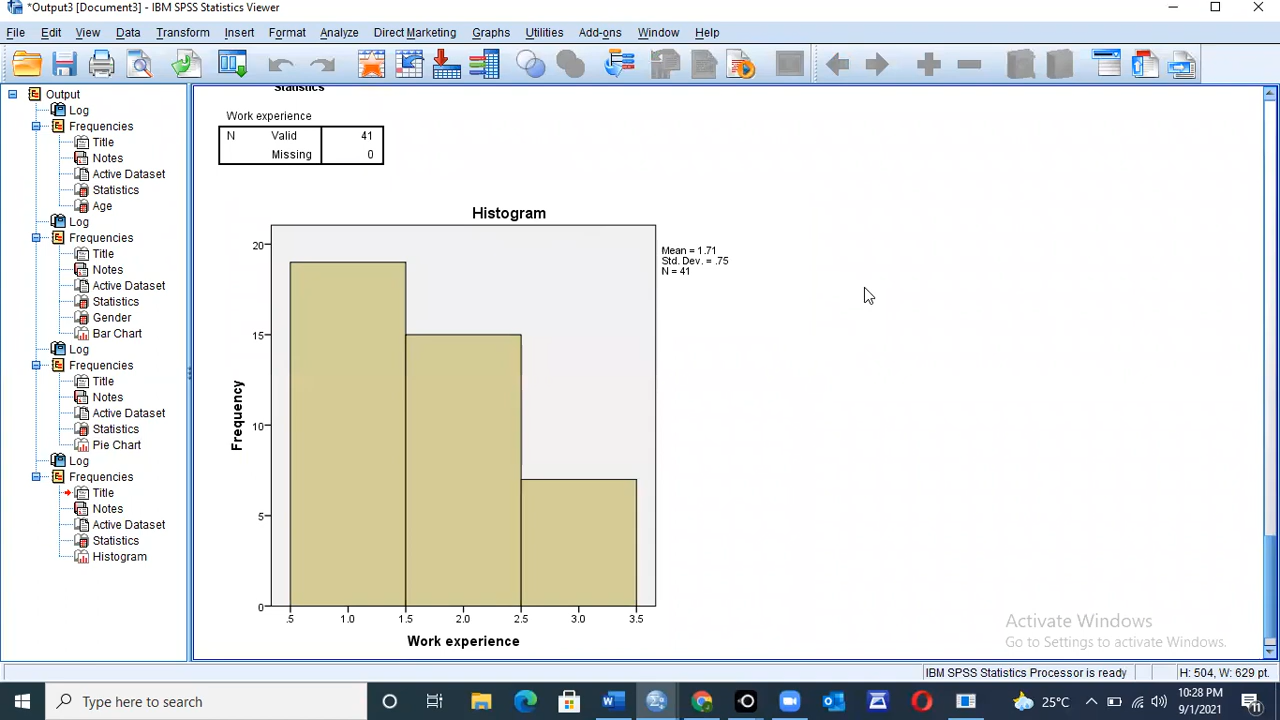 *Output3 [Document3] - IBM SPSS Statistics Viewer
File Edit View Data Transform Insert Format Analyze Direct Marketing Graphs Utilities Add-ons Window Help
Output
Log
Frequencies
Title
Notes
Active Dataset
Statistics
Age
Log
Frequencies
Title
Notes
Active Dataset
Statistics
Gender
Bar Chart
Log
Frequencies
Title
Notes
Active Dataset
Statistics
Pie Chart
Log
Frequencies
Title
Notes
Active Dataset
Statistics
Histogram
Statistics
Work experience
N Valid 41
Missing 0
Histogram
Mean = 1.71
Std. Dev. = .75
N = 41
Frequency
20
15
10
5
0
.5 1.0 1.5 2.0 2.5 3.0 3.5
Work experience
Activate Windows
Go to Settings to activate Windows.
IBM SPSS Statistics Processor is ready H: 504, W: 629 pt.
Type here to search
25°C
10:28 PM
9/1/2021
11